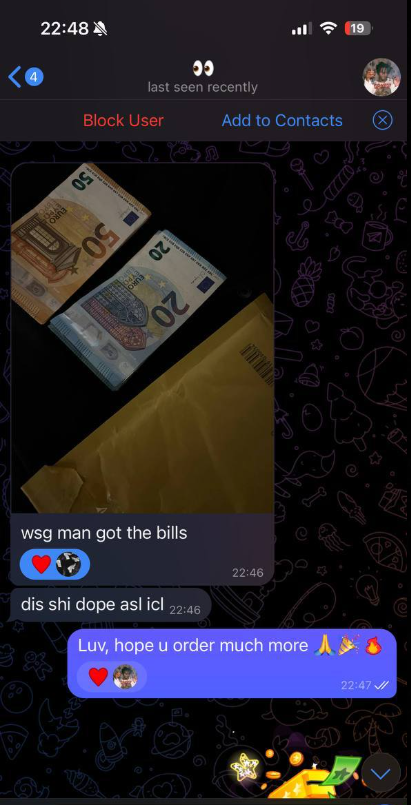 22:48
19
4
👀
last seen recently
Block User
Add to Contacts
50
50
EURO
20
20
EURO
wsg man got the bills
❤️
22:46
dis shi dope asl icl 22:46
Luv, hope u order much more 🙏🎉🔥
❤️
22:47